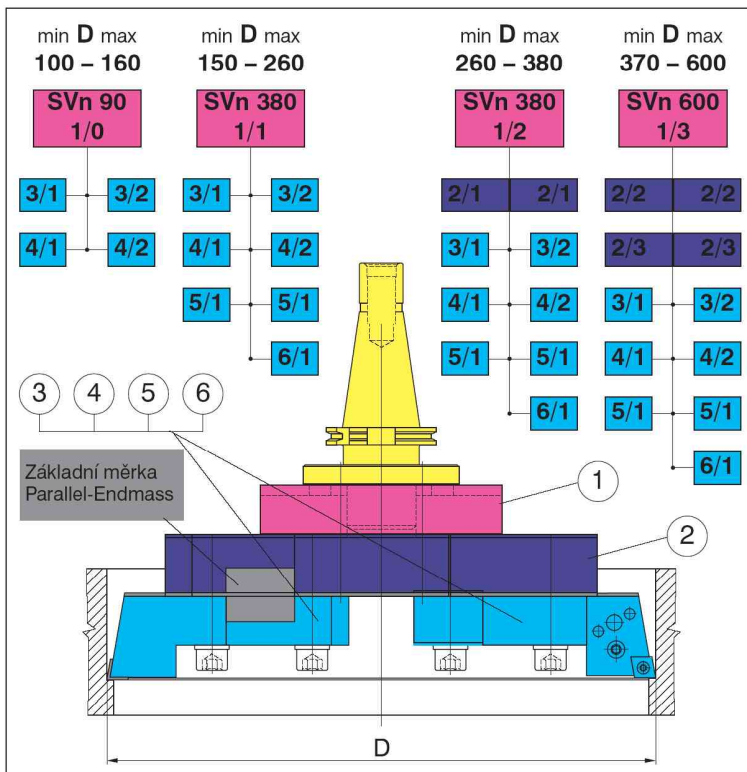 min D max
100 – 160
SVn 90
1/0
3/1 3/2
4/1 4/2
min D max
150 – 260
SVn 380
1/1
3/1 3/2
4/1 4/2
5/1 5/1
6/1
min D max
260 – 380
SVn 380
1/2
2/1 2/1
3/1 3/2
4/1 4/2
5/1 5/1
6/1
min D max
370 – 600
SVn 600
1/3
2/2 2/2
2/3 2/3
3/1 3/2
4/1 4/2
5/1 5/1
6/1
3 4 5 6
Základní měrka
Parallel-Endmass
1
2
D